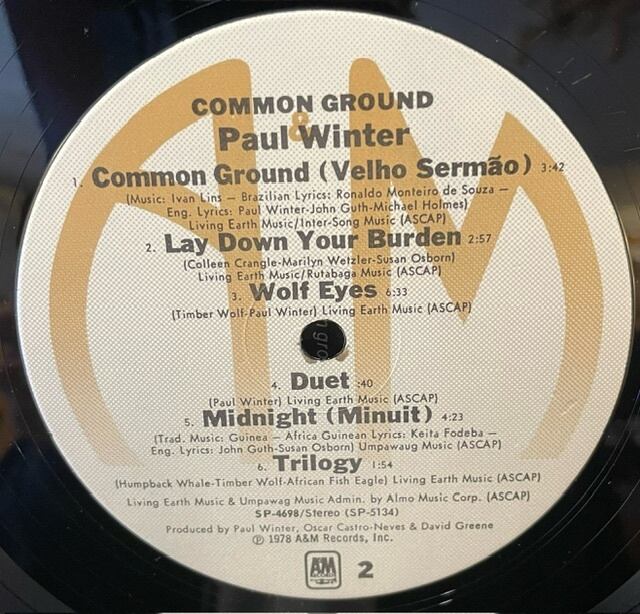 COMMON GROUND
Paul Winter
1. Common Ground (Velho Sermão) 3:42
(Music: Ivan Lins – Brazilian Lyrics: Ronaldo Monteiro de Souza –
Eng. Lyrics: Paul Winter-John Guth-Michael Holmes)
Living Earth Music/Inter-Song Music (ASCAP)
2. Lay Down Your Burden 2:57
(Colleen Crangle-Marilyn Wetzler-Susan Osborn)
Living Earth Music/Rutabaga Music (ASCAP)
3. Wolf Eyes 6:33
(Timber Wolf-Paul Winter) Living Earth Music (ASCAP)
4. Duet :40
(Paul Winter) Living Earth Music (ASCAP)
5. Midnight (Minuit) 4:23
(Trad. Music: Guinea – Africa Guinean Lyrics: Keita Fodeba –
Eng. Lyrics: John Guth-Susan Osborn) Umpawaug Music (ASCAP)
6. Trilogy 1:54
(Humpback Whale-Timber Wolf-African Fish Eagle) Living Earth Music (ASCAP)
Living Earth Music & Umpawag Music Admin. by Almo Music Corp. (ASCAP)
SP-4698/Stereo (SP-5134)
Produced by Paul Winter, Oscar Castro-Neves & David Greene
℗ 1978 A&M Records, Inc.
A&M RECORDS 2